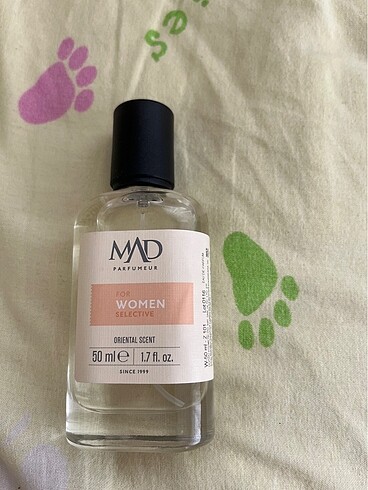 MAD
PARFUMEUR
FOR
WOMEN
SELECTIVE
ORIENTAL SCENT
50 ml e | 1.7 fl. oz.
SINCE 1999